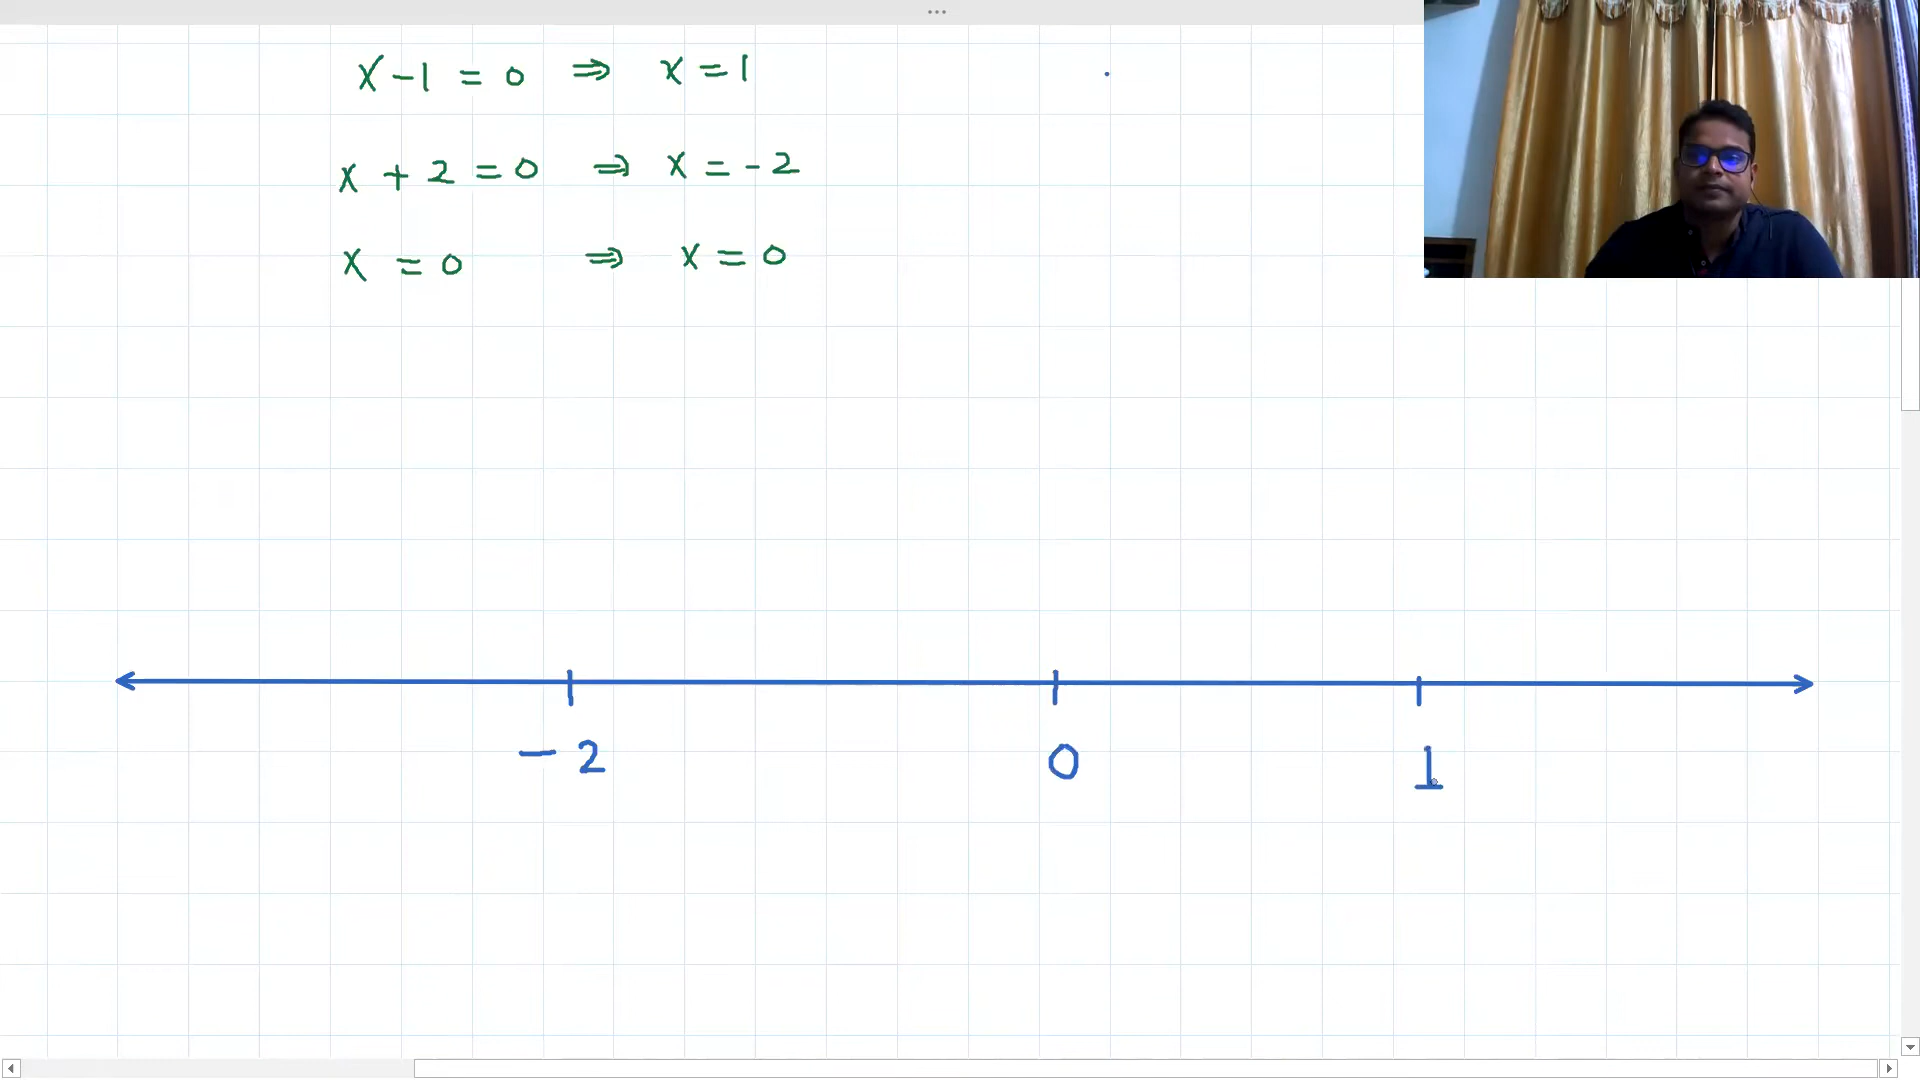 x - 1 = 0 ⇒ x = 1
x + 2 = 0 ⇒ x = - 2
x = 0 ⇒ x = 0
- 2 0 1